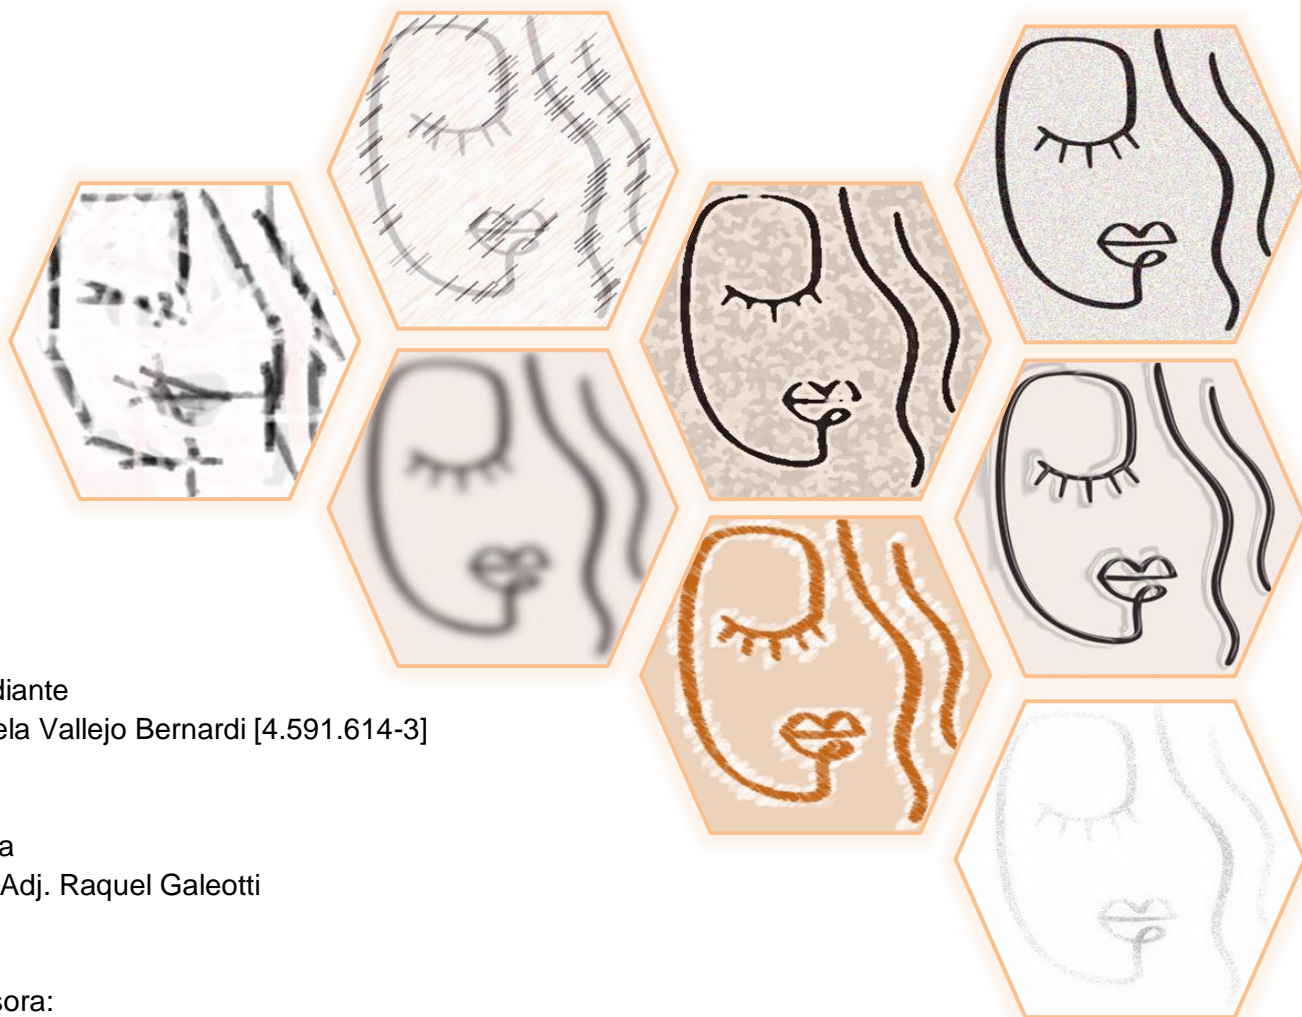 diante
ela Vallejo Bernardi [4.591.614-3]
a
Adj. Raquel Galeotti
sora: